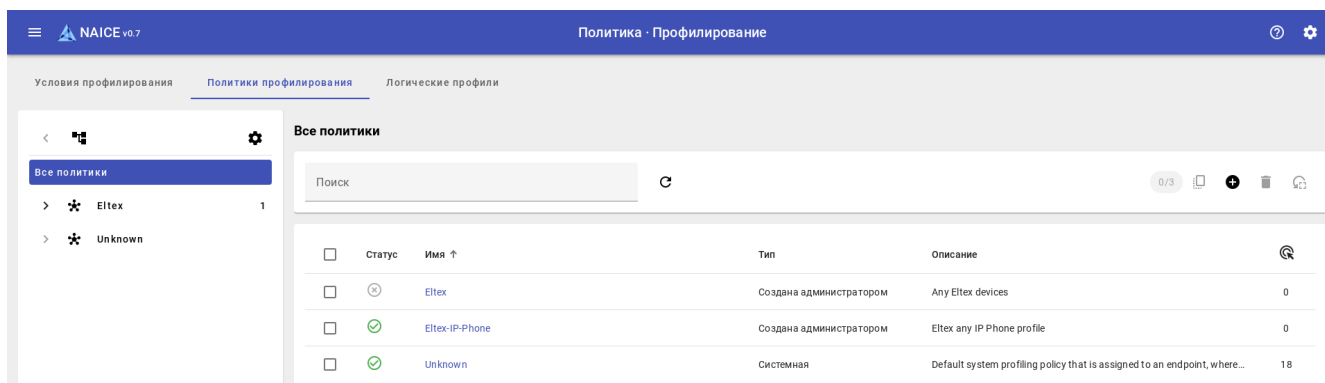 NAICE v0.7
Политика · Профилирование
Условия профилирования Политики профилирования Логические профили
Все политики
Eltex 1
Unknown
Все политики
Поиск
0/3
Статус Имя Тип Описание
Eltex Создана администратором Any Eltex devices 0
Eltex-IP-Phone Создана администратором Eltex any IP Phone profile 0
Unknown Системная Default system profiling policy that is assigned to an endpoint, where... 18